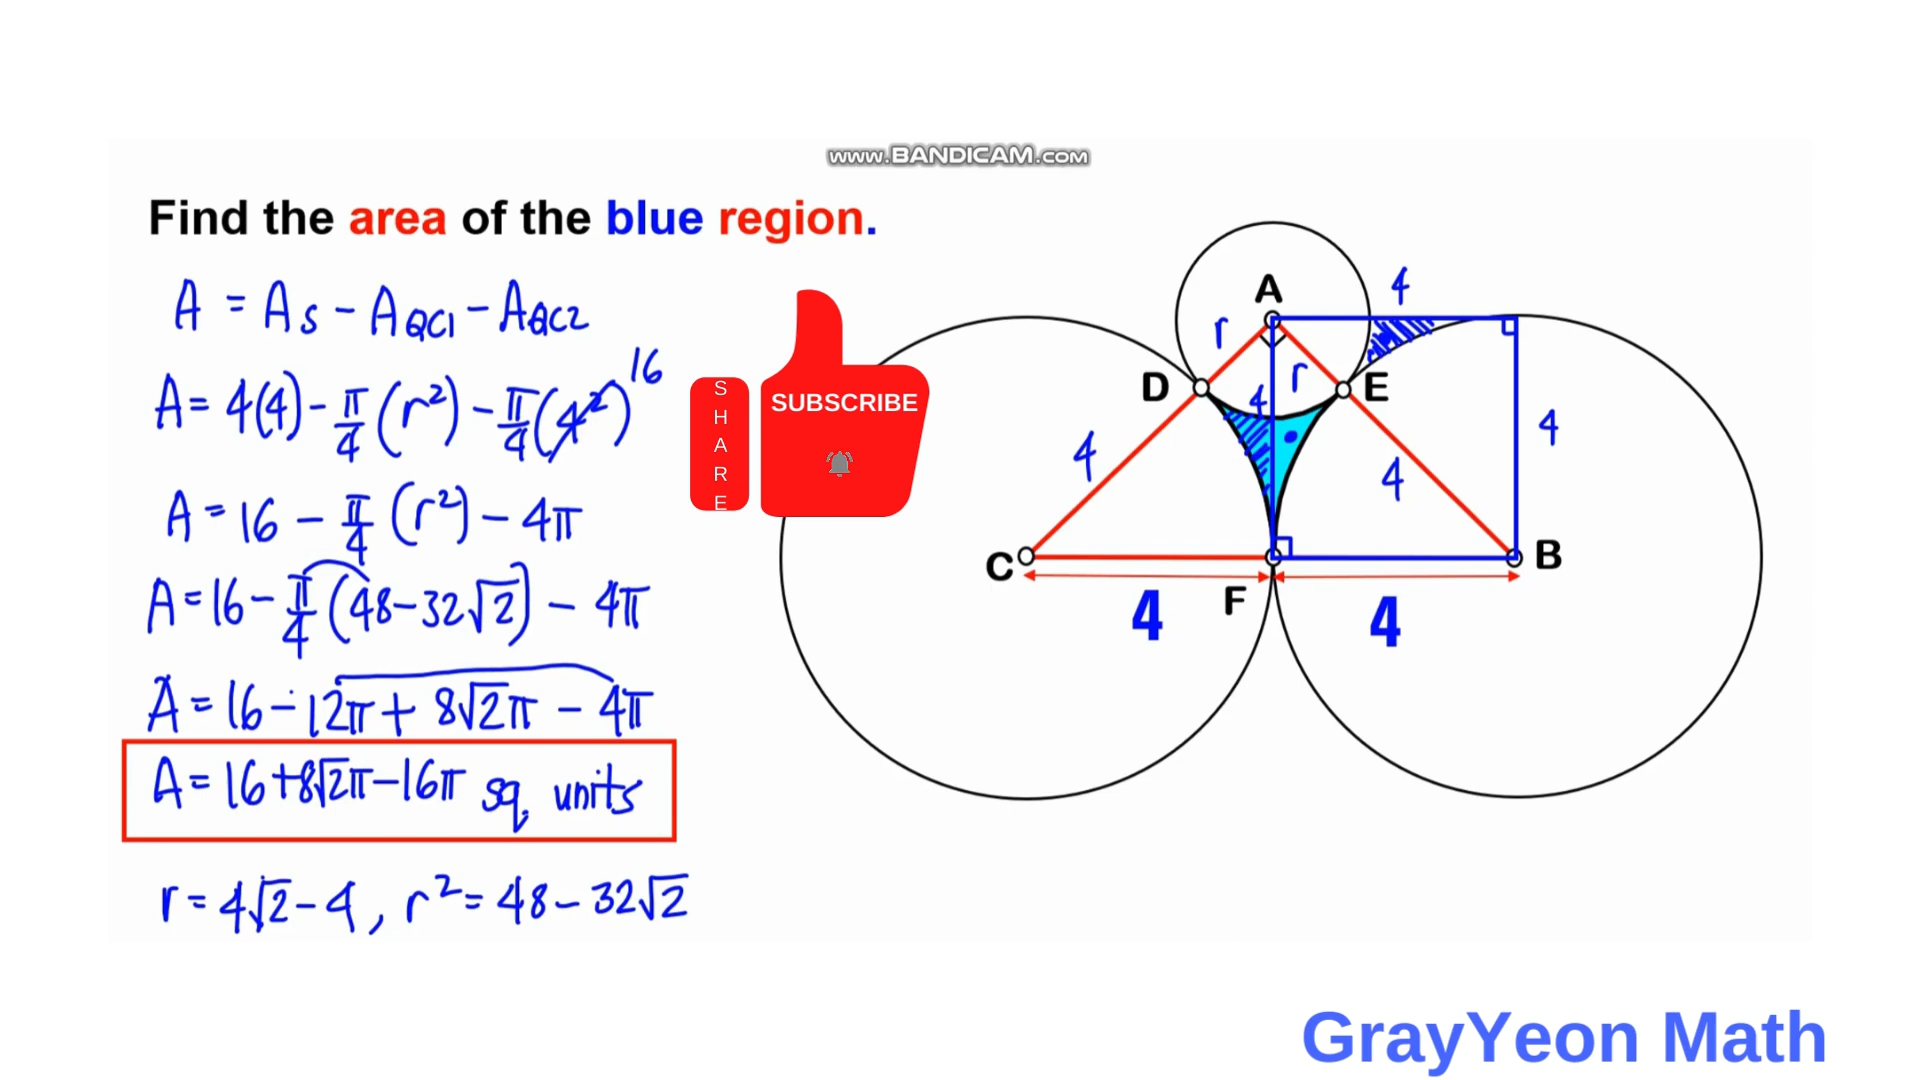 www.BANDICAM.com
Find the area of the blue region.
A = As - AQC1 - AQC2
A = 4(4) - π/4 (r²) - π/4 (4²) 16
A = 16 - π/4 (r²) - 4π
A = 16 - π/4 (48 - 32√2) - 4π
A = 16 - 12π + 8√2π - 4π
A = 16 + 8√2π - 16π sq. units
r = 4√2 - 4, r² = 48 - 32√2
SHARE
SUBSCRIBE
A
4
r
r
D
E
4
4
4
4
C
F
B
4
4
GrayYeon Math